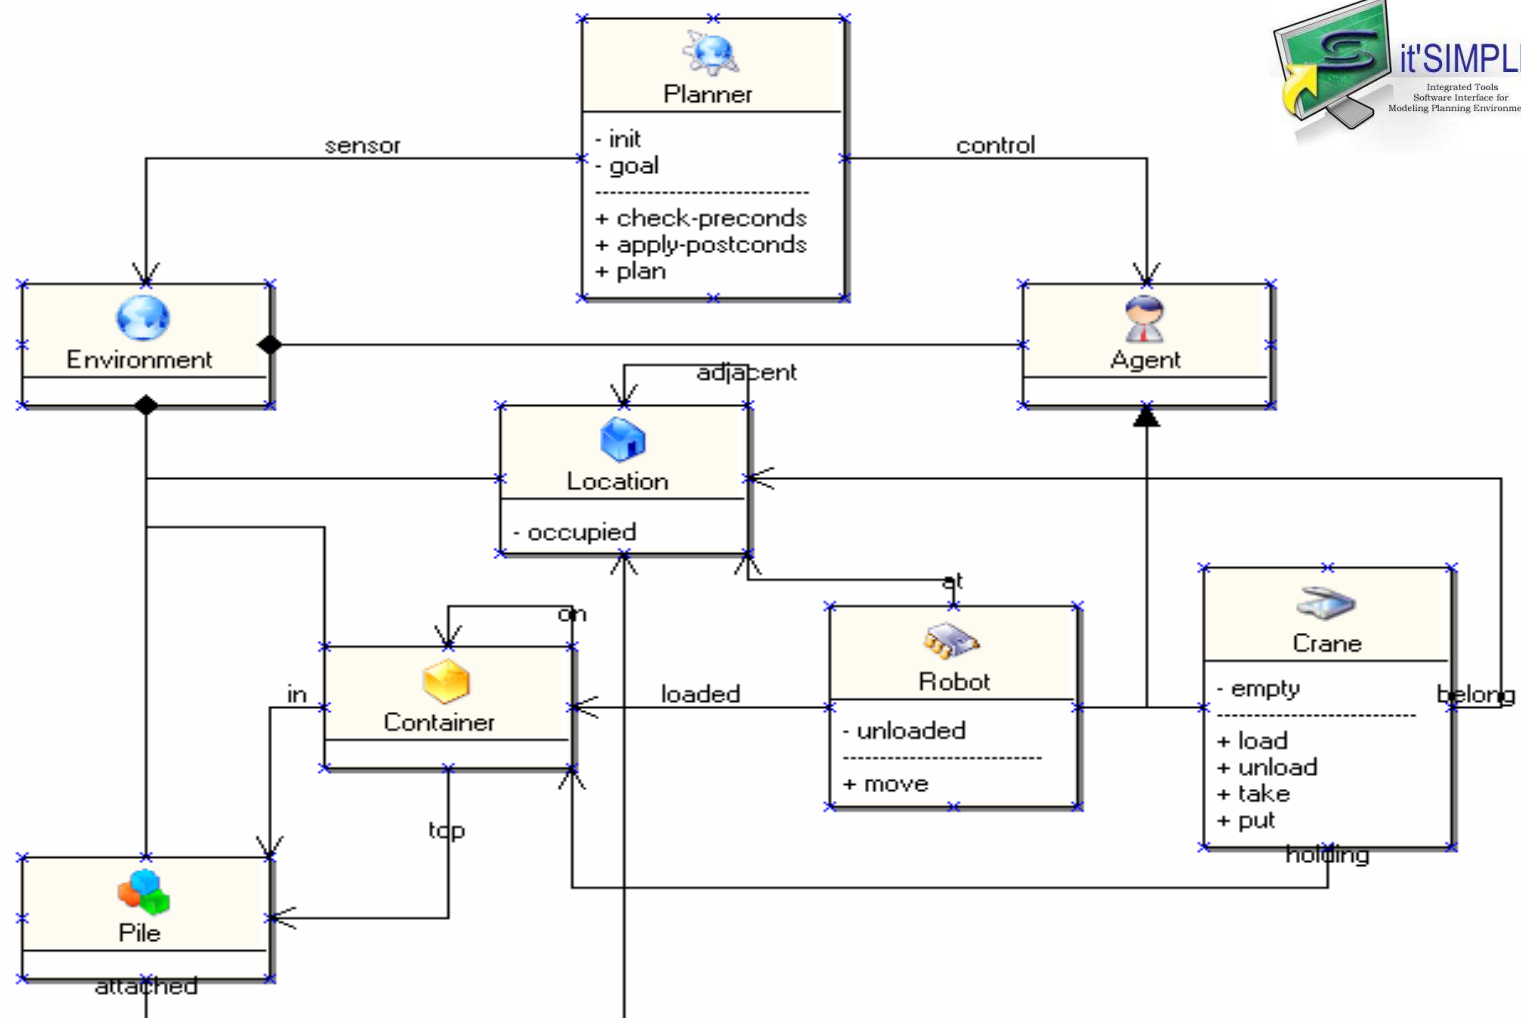 it'SIMPL
Integrated Tools
Software Interface for
Modeling Planning
Planner
- init
- goal
+ check-preconds
+ apply-postconds
+ plan
sensor
control
Environment
Agent
adjacent
Location
- occupied
at
on
Container
in
loaded
Robot
- unloaded
+ move
Crane
- empty
+ load
+ unload
+ take
+ put
belong
holding
top
Pile
attached